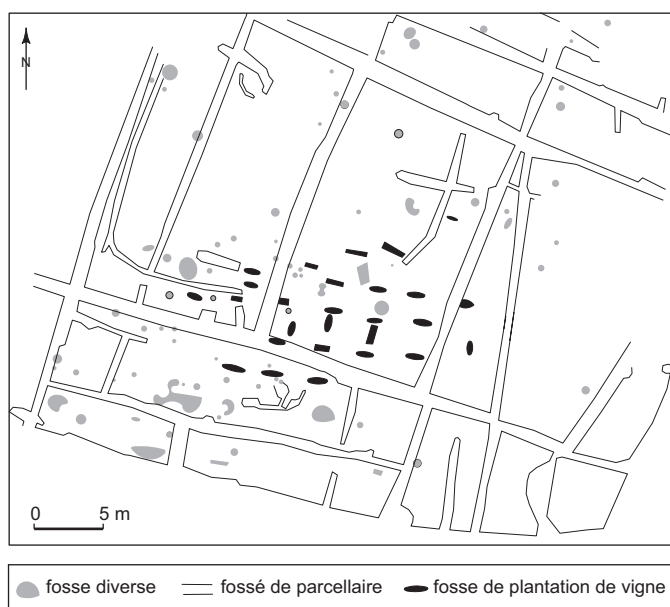 N
0 5 m
fosse diverse fossé de parcellaire fosse de plantation de vigne